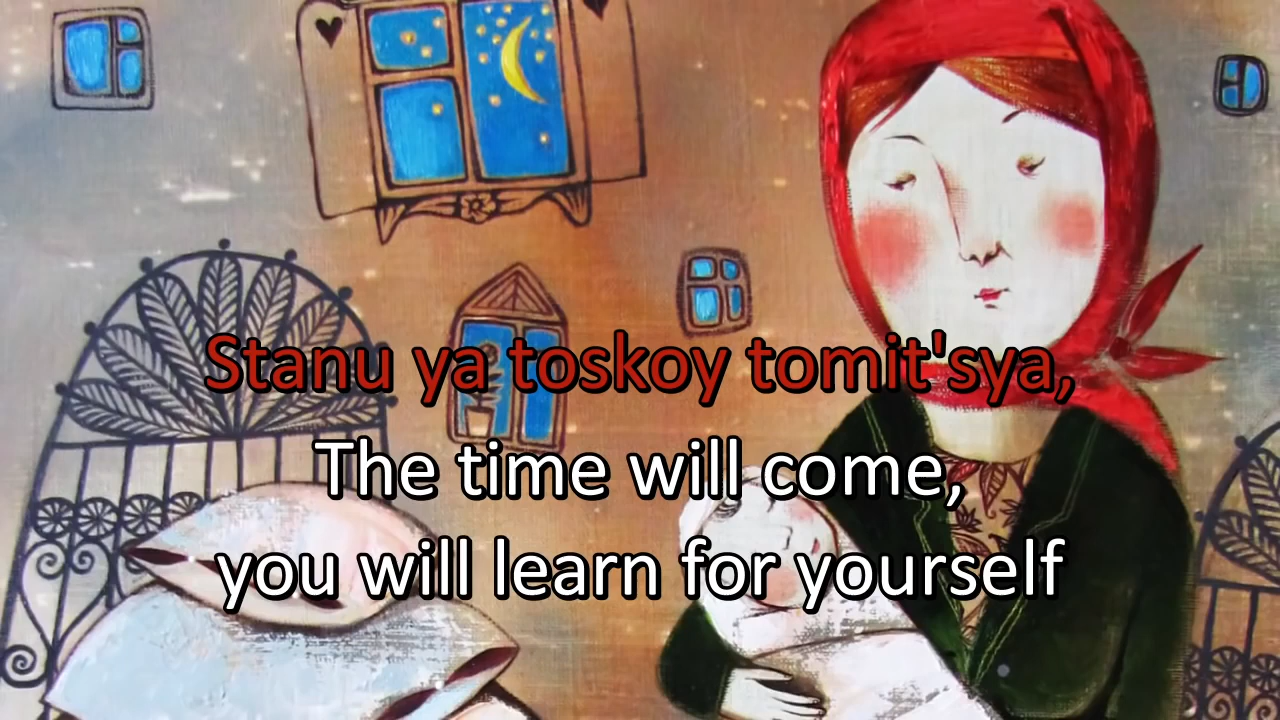 Stanu ya toskoy tomit'sya,
The time will come,
you will learn for yourself